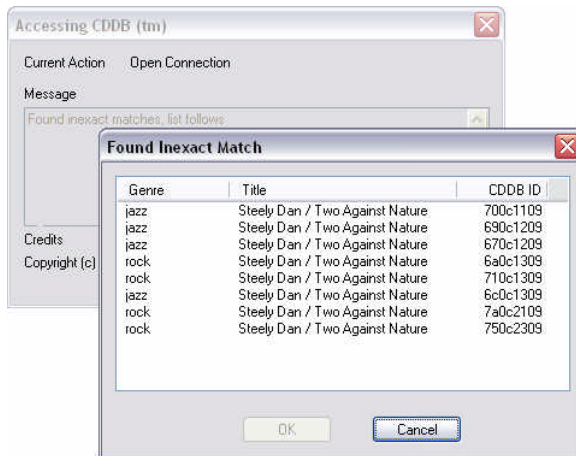 Accessing CDDB (tm)
Current Action Open Connection
Message
Found inexact matches, list follows
Credits
Copyright (c)
Found Inexact Match
Genre Title CDDB ID
jazz Steely Dan / Two Against Nature 700c1109
jazz Steely Dan / Two Against Nature 690c1209
jazz Steely Dan / Two Against Nature 670c1209
rock Steely Dan / Two Against Nature 6a0c1309
rock Steely Dan / Two Against Nature 710c1309
jazz Steely Dan / Two Against Nature 6c0c1309
rock Steely Dan / Two Against Nature 7a0c2109
rock Steely Dan / Two Against Nature 750c2309
OK Cancel